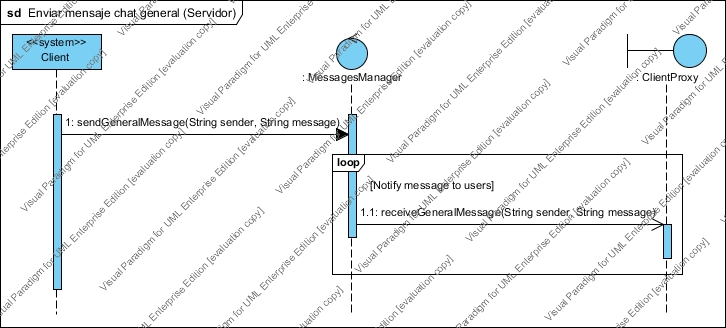 sd Enviar mensaje chat general (Servidor)
<<system>>
Client
: MessagesManager
: ClientProxy
1: sendGeneralMessage(String sender, String message)
loop
[Notify message to users]
1.1: receiveGeneralMessage(String sender, String message)
Visual Paradigm for UML Enterprise Edition [evaluation copy]